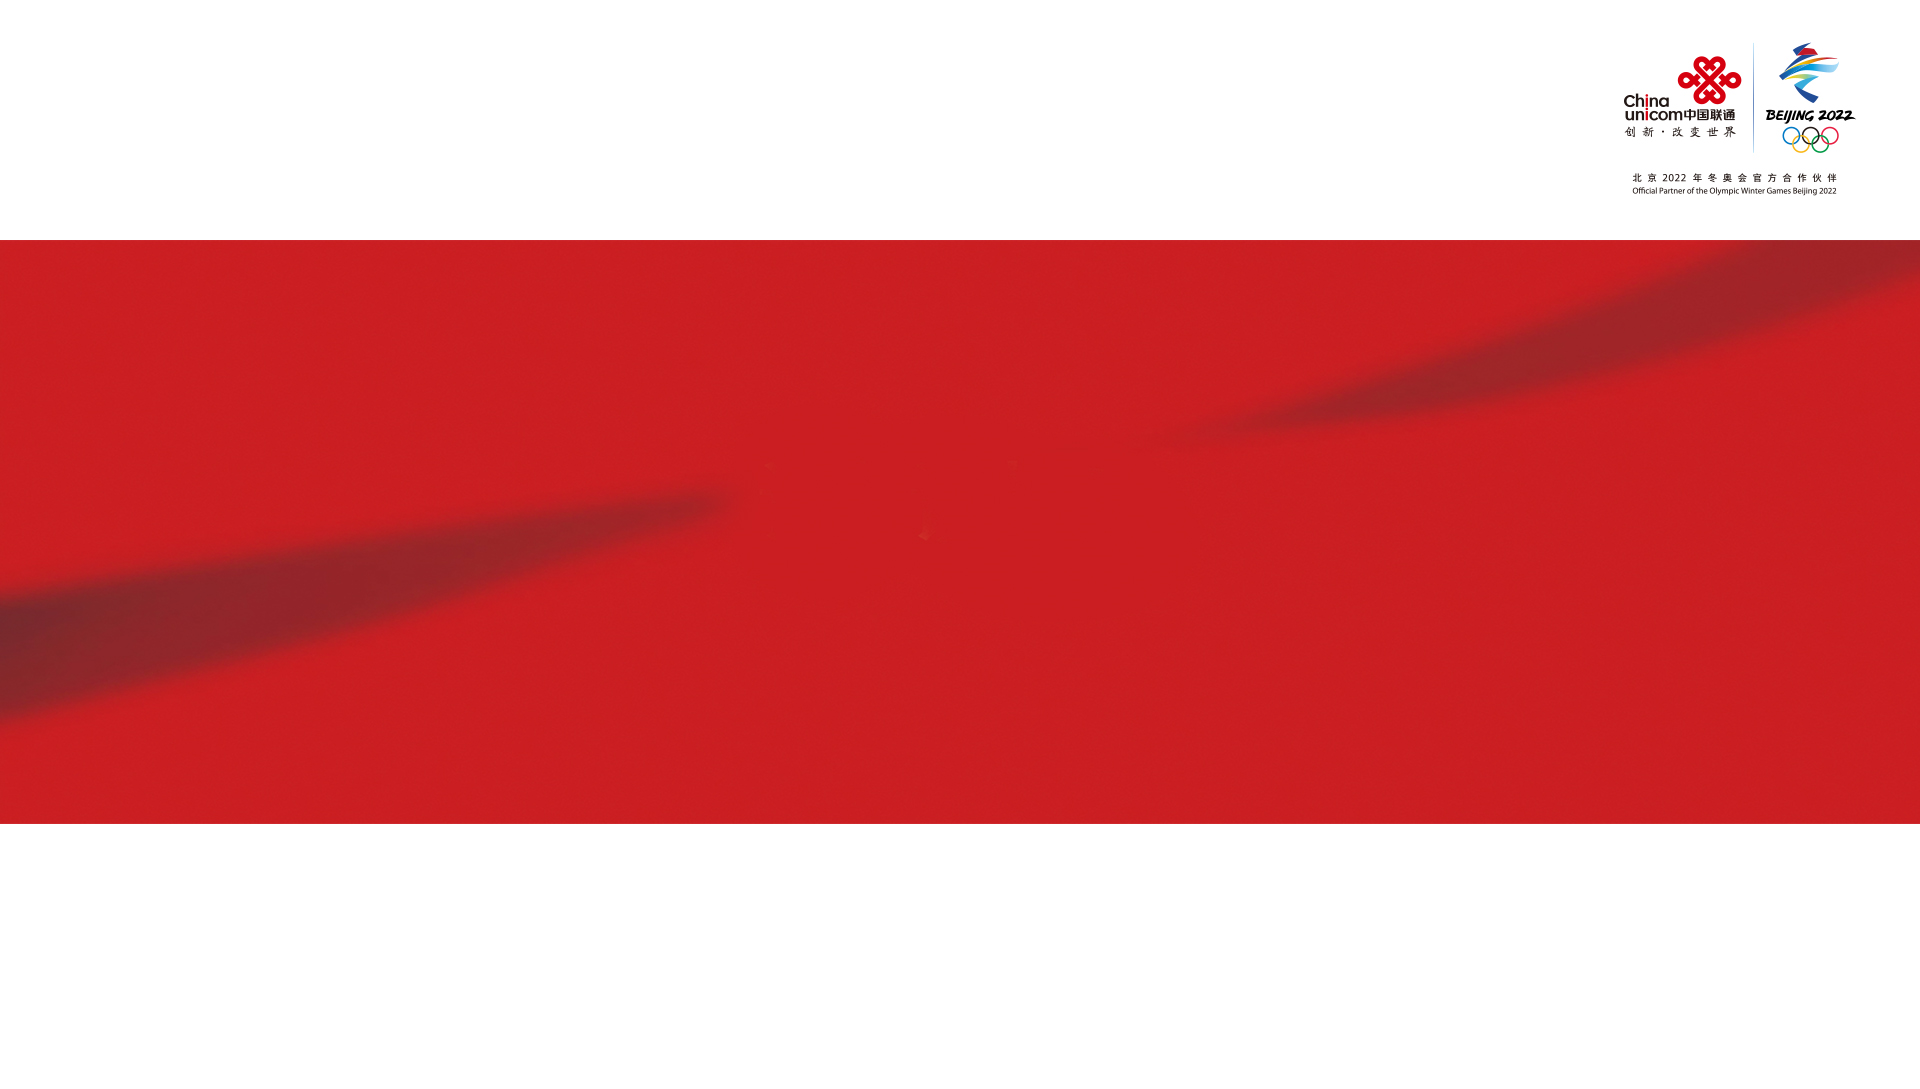 China
unicom中国联通
创新·改变世界
BEIJING 2022
北京2022年冬奥会官方合作伙伴
Official Partner of the Olympic Winter Games Beijing 2022